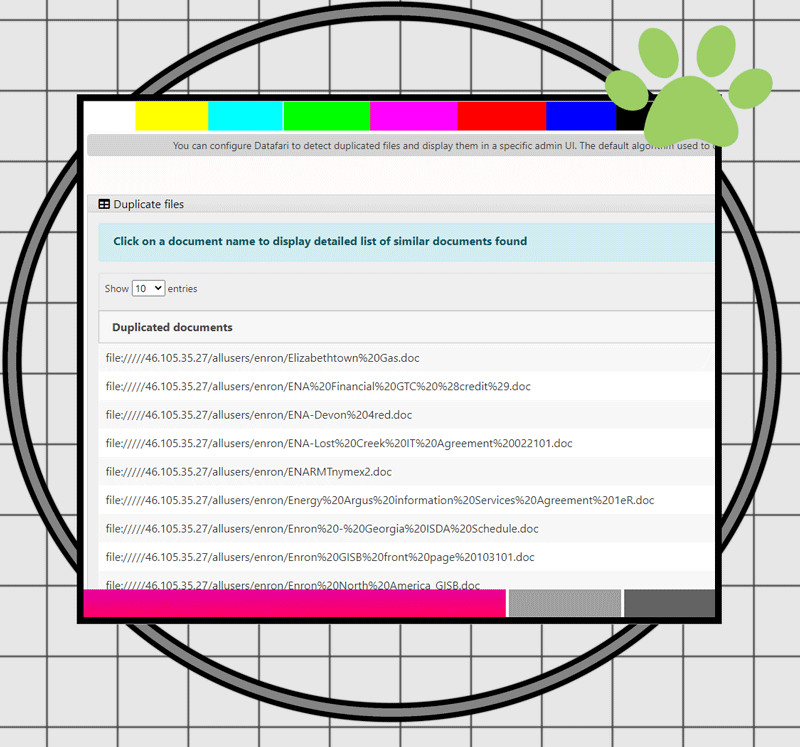 You can configure Datafari to detect duplicated files and display them in a specific admin UI. The default algorithm used to
Duplicate files
Click on a document name to display detailed list of similar documents found
Show 10 entries
Duplicated documents
file://///46.105.35.27/allusers/enron/Elizabethtown%20Gas.doc
file://///46.105.35.27/allusers/enron/ENA%20Financial%20GTC%20%28credit%29.doc
file://///46.105.35.27/allusers/enron/ENA-Devon%204red.doc
file://///46.105.35.27/allusers/enron/ENA-Lost%20Creek%20IT%20Agreement%20022101.doc
file://///46.105.35.27/allusers/enron/ENARMTnymex2.doc
file://///46.105.35.27/allusers/enron/Energy%20Argus%20information%20Services%20Agreement%201eR.doc
file://///46.105.35.27/allusers/enron/Enron%20-%20Georgia%20ISDA%20Schedule.doc
file://///46.105.35.27/allusers/enron/Enron%20GISB%20front%20page%20103101.doc
file://///46.105.35.27/allusers/enron/Enron%20North%20America_GISB.doc